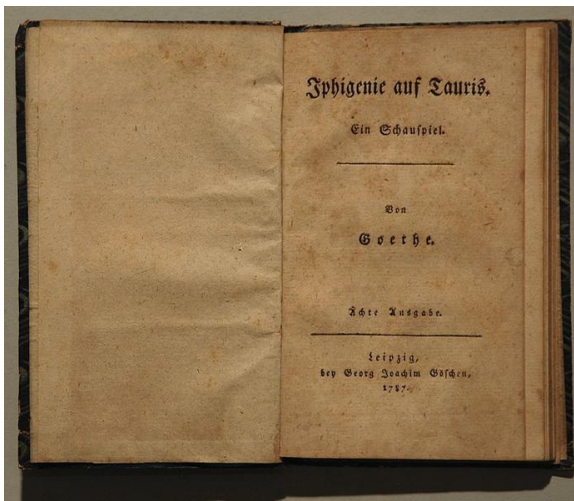 Iphigenie auf Tauris.
Ein Schauſpiel.
Von
Goethe.
Ächte Ausgabe.
Leipzig,
bey Georg Joachim Göſchen,
1787.